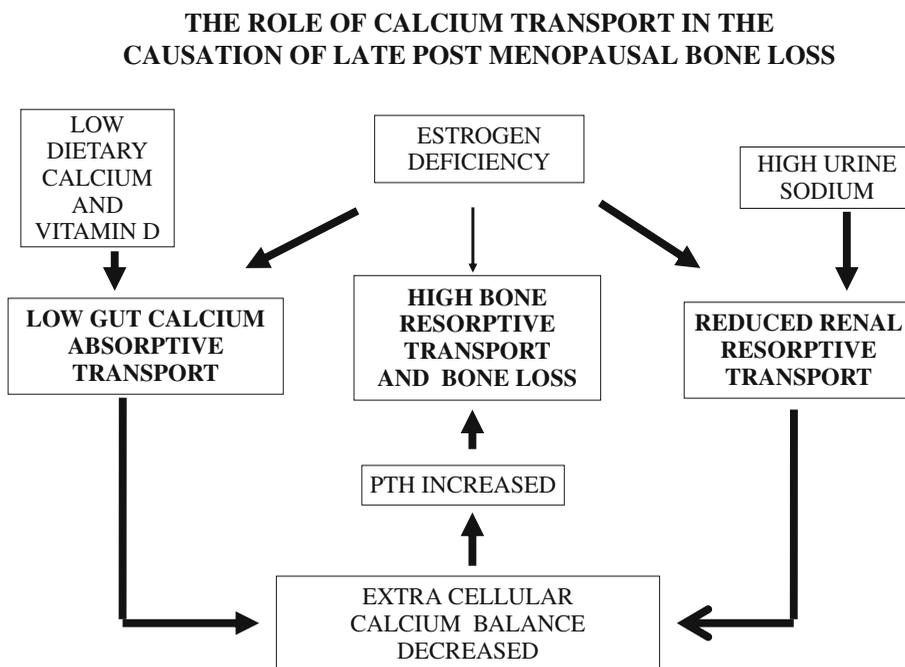 THE ROLE OF CALCIUM TRANSPORT IN THE
CAUSATION OF LATE POST MENOPAUSAL BONE LOSS
LOW
DIETARY
CALCIUM
AND
VITAMIN D
ESTROGEN
DEFICIENCY
HIGH URINE
SODIUM
LOW GUT CALCIUM
ABSORPTIVE
TRANSPORT
HIGH BONE
RESORPTIVE
TRANSPORT
AND BONE LOSS
REDUCED RENAL
RESORPTIVE
TRANSPORT
PTH INCREASED
EXTRA CELLULAR
CALCIUM BALANCE
DECREASED